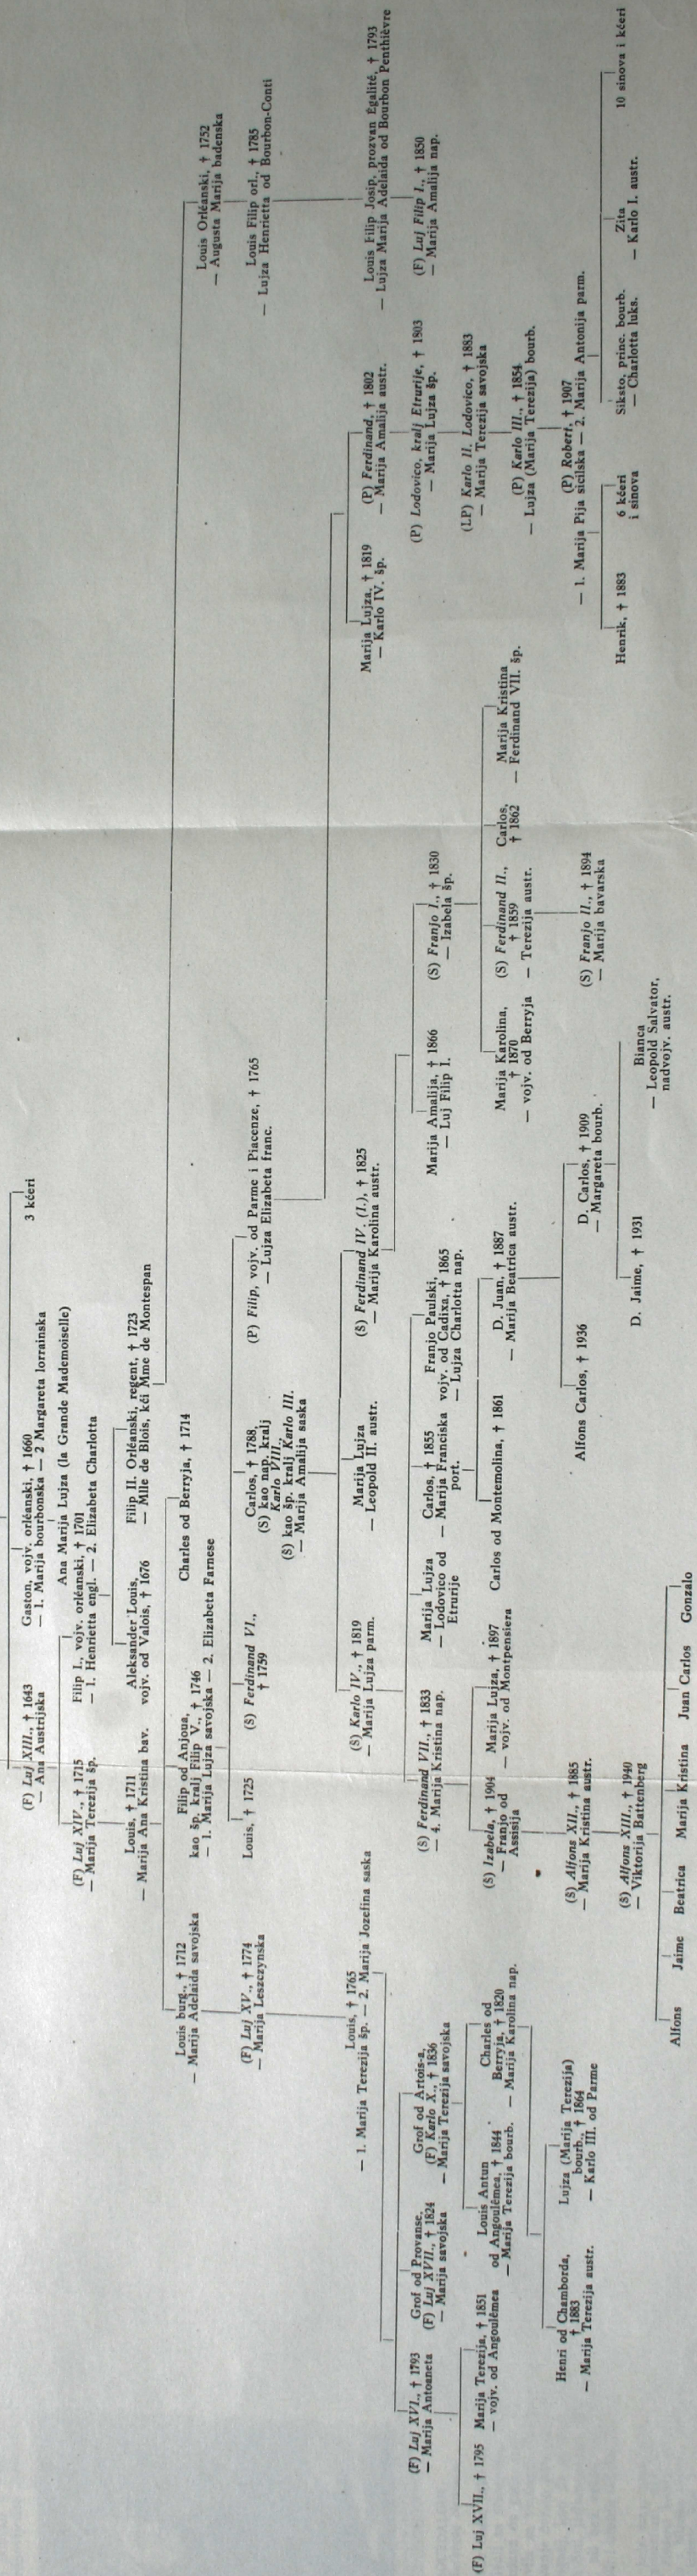 (F) Luj XIII., † 1643
— Ana Austrijska
Gaston, vojv. orléanski, † 1660
— 1. Marija bourbonska — 2 Margareta lorrainska
3 kćeri
Ana Marija Lujza (la Grande Mademoiselle)
(F) Luj XIV., † 1715
— Marija Terezija šp.
Filip I., vojv. orléanski, † 1701
— 1. Henrietta engl. — 2. Elizabeta Charlotta
Louis, † 1711
— Marija Ana Kristina bav.
Aleksander Louis,
vojv. od Valois, † 1676
Filip II. Orléanski, regent, † 1723
— Mlle de Blois, kći Mme de Montespan
Louis burg., † 1712
— Marija Adelaida savojska
Filip od Anjoua,
kao šp. kralj Filip V., † 1746
— 1. Marija Lujza savojska — 2. Elizabeta Farnese
Charles od Berryja, † 1714
Louis Orléanski, † 1752
— Augusta Marija badenska
(F) Luj XV., † 1774
— Marija Leszczynska
Louis, † 1725
(S) Ferdinand VI.,
† 1759
Carlos, † 1788,
(S) kao nap. kralj
Karlo VIII.,
(S) kao šp. kralj Karlo III.
— Marija Amalija saska
(P) Filip, vojv. od Parme i Piacenze, † 1765
— Lujza Elizabeta franc.
Louis Filip orl., † 1785
— Lujza Henrietta od Bourbon-Conti
Louis, † 1765
— 1. Marija Terezija šp. — 2. Marija Jozefina saska
(S) Karlo IV., † 1819
— Marija Lujza parm.
Marija Lujza
— Leopold II. austr.
(S) Ferdinand IV. (I.), † 1825
— Marija Karolina austr.
Marija Lujza, † 1819
— Karlo IV. šp.
(P) Ferdinand, † 1802
— Marija Amalija austr.
Louis Filip Josip, prozvan Égalité, † 1793
— Lujza Marija Adelaida od Bourbon Penthièvre
(F) Luj XVI., † 1793
— Marija Antoaneta
Grof od Provanse,
(F) Luj XVII., † 1824
— Marija savojska
Grof od Artois-a,
(F) Karlo X., † 1836
— Marija Terezija savojska
(S) Ferdinand VII., † 1833
— 4. Marija Kristina nap.
Marija Lujza
— Lodovico od
Etrurije
Carlos, † 1855
— Marija Franciska
port.
Franjo Paulski,
vojv. od Cadixa, † 1865
— Lujza Charlotta nap.
Marija Amalija, † 1866
— Luj Filip I.
(S) Franjo I., † 1830
— Izabela šp.
(P) Lodovico, kralj Etrurije, † 1803
— Marija Lujza šp.
(F) Luj Filip I., † 1850
— Marija Amalija nap.
(LP) Karlo II. Lodovico, † 1883
— Marija Terezija savojska
(F) Luj XVII., † 1795
Marija Terezija, † 1851
— vojv. od Angoulêmea
Louis Antun
od Angoulêmea, † 1844
— Marija Terezija bourb.
Charles od
Berryja, † 1820
— Marija Karolina nap.
(S) Izabela, † 1904
— Franjo od
Assisija
Marija Lujza, † 1897
— vojv. od Montpensiera
Carlos od Montemolina, † 1861
D. Juan, † 1887
— Marija Beatrica austr.
Marija Karolina,
† 1870
— vojv. od Berryja
(S) Ferdinand II.,
† 1859
— Terezija austr.
Carlos,
† 1862
Marija Kristina
— Ferdinand VII. šp.
(P) Karlo III., † 1854
— Lujza (Marija Terezija) bourb.
Henri od Chamborda,
† 1883
— Marija Terezija austr.
Lujza (Marija Terezija)
bourb., † 1864
— Karlo III. od Parme
(S) Alfons XII., † 1885
— Marija Kristina austr.
Alfons Carlos, † 1936
D. Carlos, † 1909
— Margareta bourb.
(S) Franjo II., † 1894
— Marija bavarska
(P) Robert, † 1907
— 1. Marija Pija sicilska — 2. Marija Antonija parm.
(S) Alfons XIII., † 1940
— Viktorija Battenberg
D. Jaime, † 1931
Bianca
— Leopold Salvator,
nadvojv. austr.
Henrik, † 1883
6 kćeri
i sinova
Siksto, princ. bourb.
— Charlotta luks.
Zita
— Karlo I. austr.
10 sinova i kćeri
Alfons
Jaime
Beatrica
Marija Kristina
Juan Carlos
Gonzalo